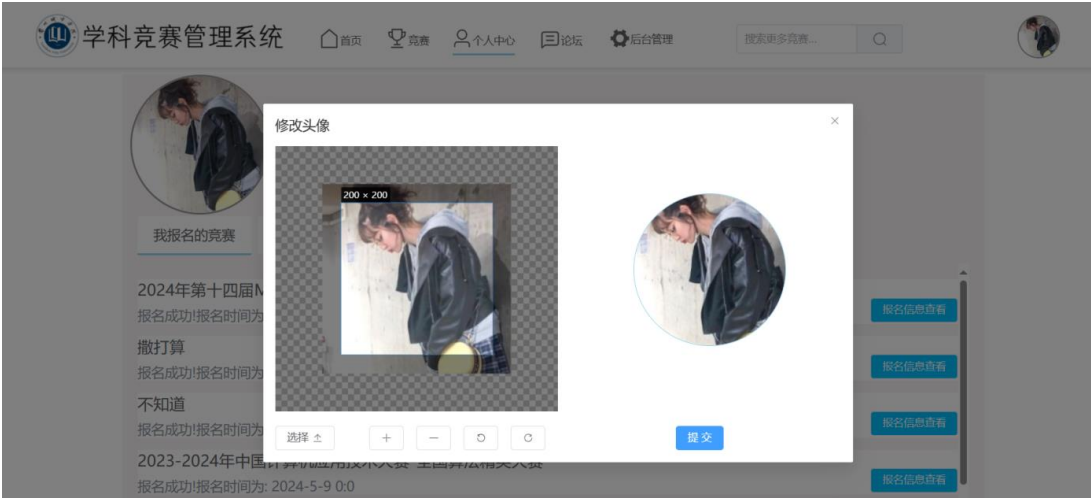 学科竞赛管理系统
首页
竞赛
个人中心
论坛
后台管理
搜索更多竞赛...
修改头像
200 × 200
我报名的竞赛
2024年第十四届M
报名成功!报名时间为
报名信息查看
撒打算
报名成功!报名时间为
报名信息查看
不知道
报名成功!报名时间为
报名信息查看
选择
提交
2023-2024年中国计算机应用技术大赛-全国算法精英大赛
报名成功!报名时间为: 2024-5-9 0:0
报名信息查看